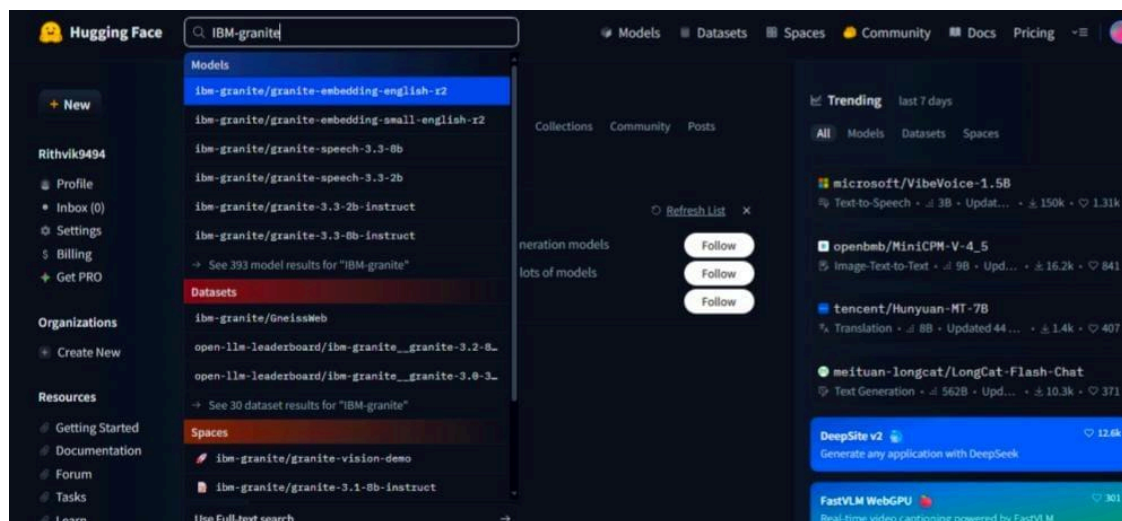 Hugging Face
IBM-granite
Models
Datasets
Spaces
Community
Docs
Pricing
+ New
Rithvik9494
Profile
Inbox (0)
Settings
$ Billing
Get PRO
Organizations
Create New
Resources
Getting Started
Documentation
Forum
Tasks
Learn
Models
ibm-granite/granite-embedding-english-r2
ibm-granite/granite-embedding-small-english-r2
ibm-granite/granite-speech-3.3-8b
ibm-granite/granite-speech-3.3-2b
ibm-granite/granite-3.3-2b-instruct
ibm-granite/granite-3.3-8b-instruct
→ See 393 model results for "IBM-granite"
Datasets
ibm-granite/GneissWeb
open-llm-leaderboard/ibm-granite__granite-3.2-8…
open-llm-leaderboard/ibm-granite__granite-3.0-3…
→ See 30 dataset results for "IBM-granite"
Spaces
ibm-granite/granite-vision-demo
ibm-granite/granite-3.1-8b-instruct
Use Full-text search →
Collections Community Posts
Refresh List ×
neration models Follow
lots of models Follow
Follow
Trending last 7 days
All Models Datasets Spaces
microsoft/VibeVoice-1.5B
Text-to-Speech • 3B • Updat... • 150k • 1.31k
openbmb/MiniCPM-V-4_5
Image-Text-to-Text • 9B • Upd... • 16.2k • 841
tencent/Hunyuan-MT-7B
Translation • 8B • Updated 44 ... • 1.4k • 407
meituan-longcat/LongCat-Flash-Chat
Text Generation • 562B • Upd... • 10.3k • 371
DeepSite v2 12.6k
Generate any application with DeepSeek
FastVLM WebGPU 301
Real-time video captioning powered by FastVLM